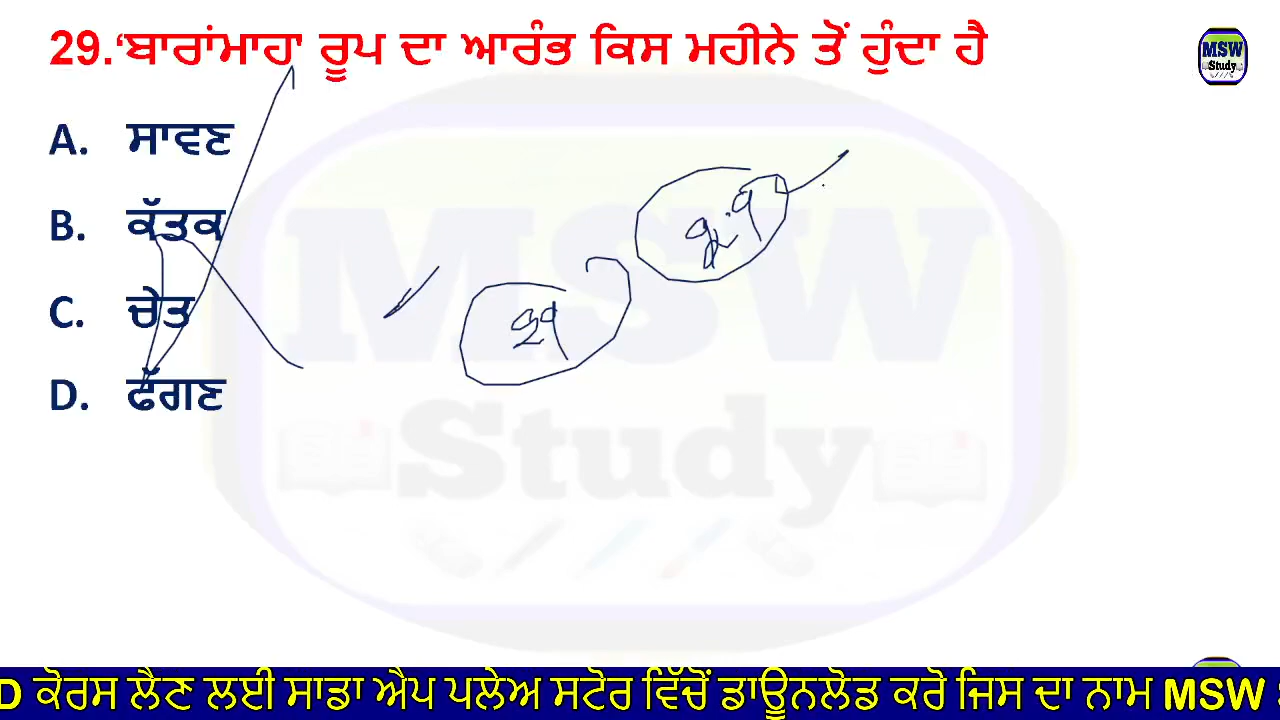 29. ‘ਬਾਰਾਂਮਾਹ' ਰੂਪ ਦਾ ਆਰੰਭ ਕਿਸ ਮਹੀਨੇ ਤੋਂ ਹੁੰਦਾ ਹੈ
MSW
Study
A. ਸਾਵਣ
B. ਕੱਤਕ
C. ਚੇਤ
D. ਫੱਗਣ
MSW
Study
D ਕੋਰਸ ਲੈਣ ਲਈ ਸਾਡਾ ਐਪ ਪਲੇਅ ਸਟੋਰ ਵਿੱਚੋਂ ਡਾਊਨਲੋਡ ਕਰੋ ਜਿਸ ਦਾ ਨਾਮ MSW